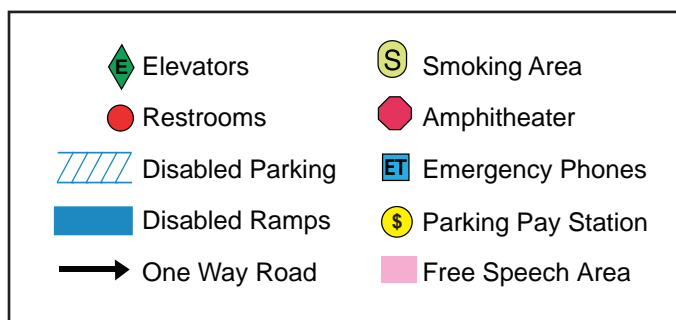 E Elevators
Restrooms
Disabled Parking
Disabled Ramps
One Way Road
S Smoking Area
Amphitheater
ET Emergency Phones
$ Parking Pay Station
Free Speech Area